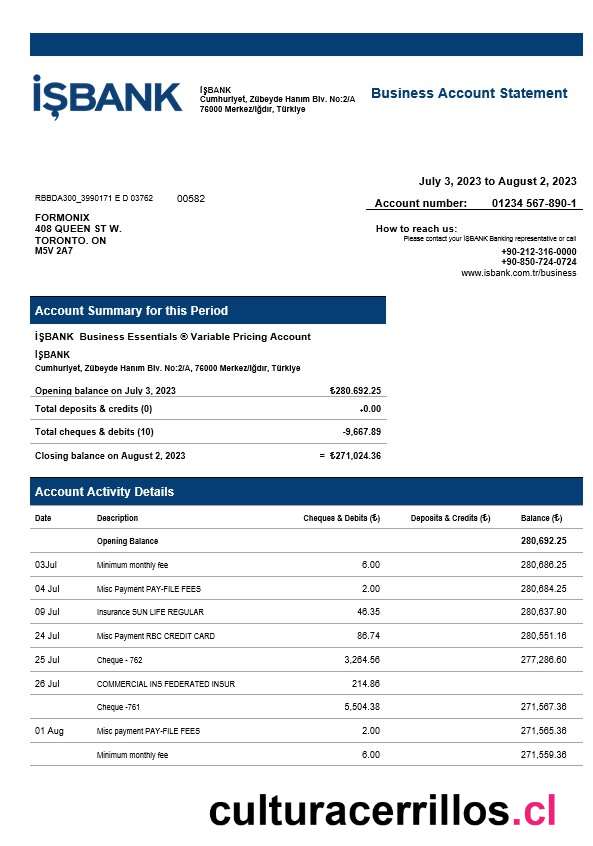 İŞBANK
İŞBANK
Cumhuriyet, Zübeyde Hanım Blv. No:2/A
76000 Merkez/Iğdır, Türkiye
Business Account Statement
July 3, 2023 to August 2, 2023
RBBDA300_3990171 E D 03762 00582
Account number: 01234 567-890-1
FORMONIX
408 QUEEN ST W.
TORONTO. ON
M5V 2A7
How to reach us:
Please contact your İŞBANK Banking representative or call
+90-212-316-0000
+90-850-724-0724
www.isbank.com.tr/business
Account Summary for this Period
İŞBANK Business Essentials ® Variable Pricing Account
İŞBANK
Cumhuriyet, Zübeyde Hanım Blv. No:2/A, 76000 Merkez/Iğdır, Türkiye
Opening balance on July 3, 2023 ₺280.692.25
Total deposits & credits (0) +0.00
Total cheques & debits (10) -9,667.89
Closing balance on August 2, 2023 = ₺271,024.36
Account Activity Details
Date Description Cheques & Debits (₺) Deposits & Credits (₺) Balance (₺)
Opening Balance 280,692.25
03Jul Minimum monthly fee 6.00 280,686.25
04 Jul Misc Payment PAY-FILE FEES 2.00 280,684.25
09 Jul Insurance SUN LIFE REGULAR 46.35 280,637.90
24 Jul Misc Payment RBC CREDIT CARD 86.74 280,551.16
25 Jul Cheque - 762 3,264.56 277,286.60
26 Jul COMMERCIAL INS FEDERATED INSUR 214.86
Cheque -761 5,504.38 271,567.36
01 Aug Misc payment PAY-FILE FEES 2.00 271,565.36
Minimum monthly fee 6.00 271,559.36
culturacerrillos.cl